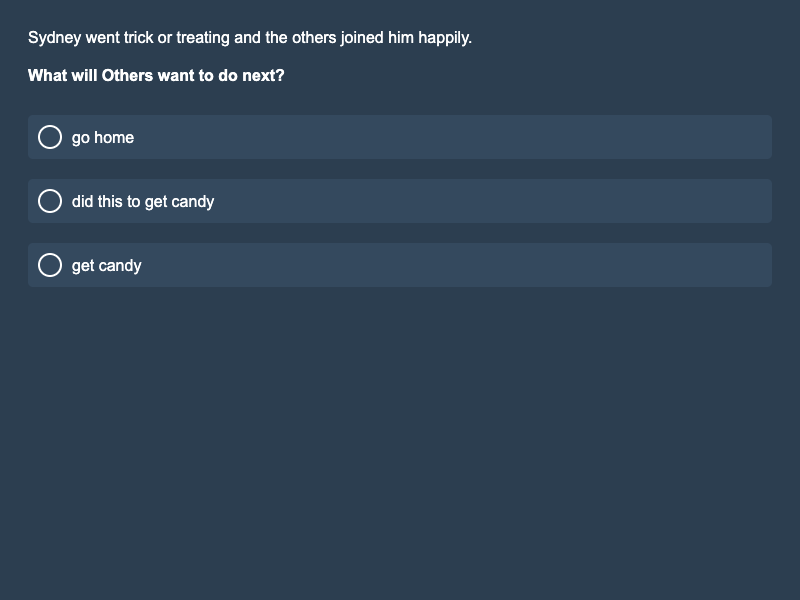 Sydney went trick or treating and the others joined him happily.
What will Others want to do next?
go home
did this to get candy
get candy